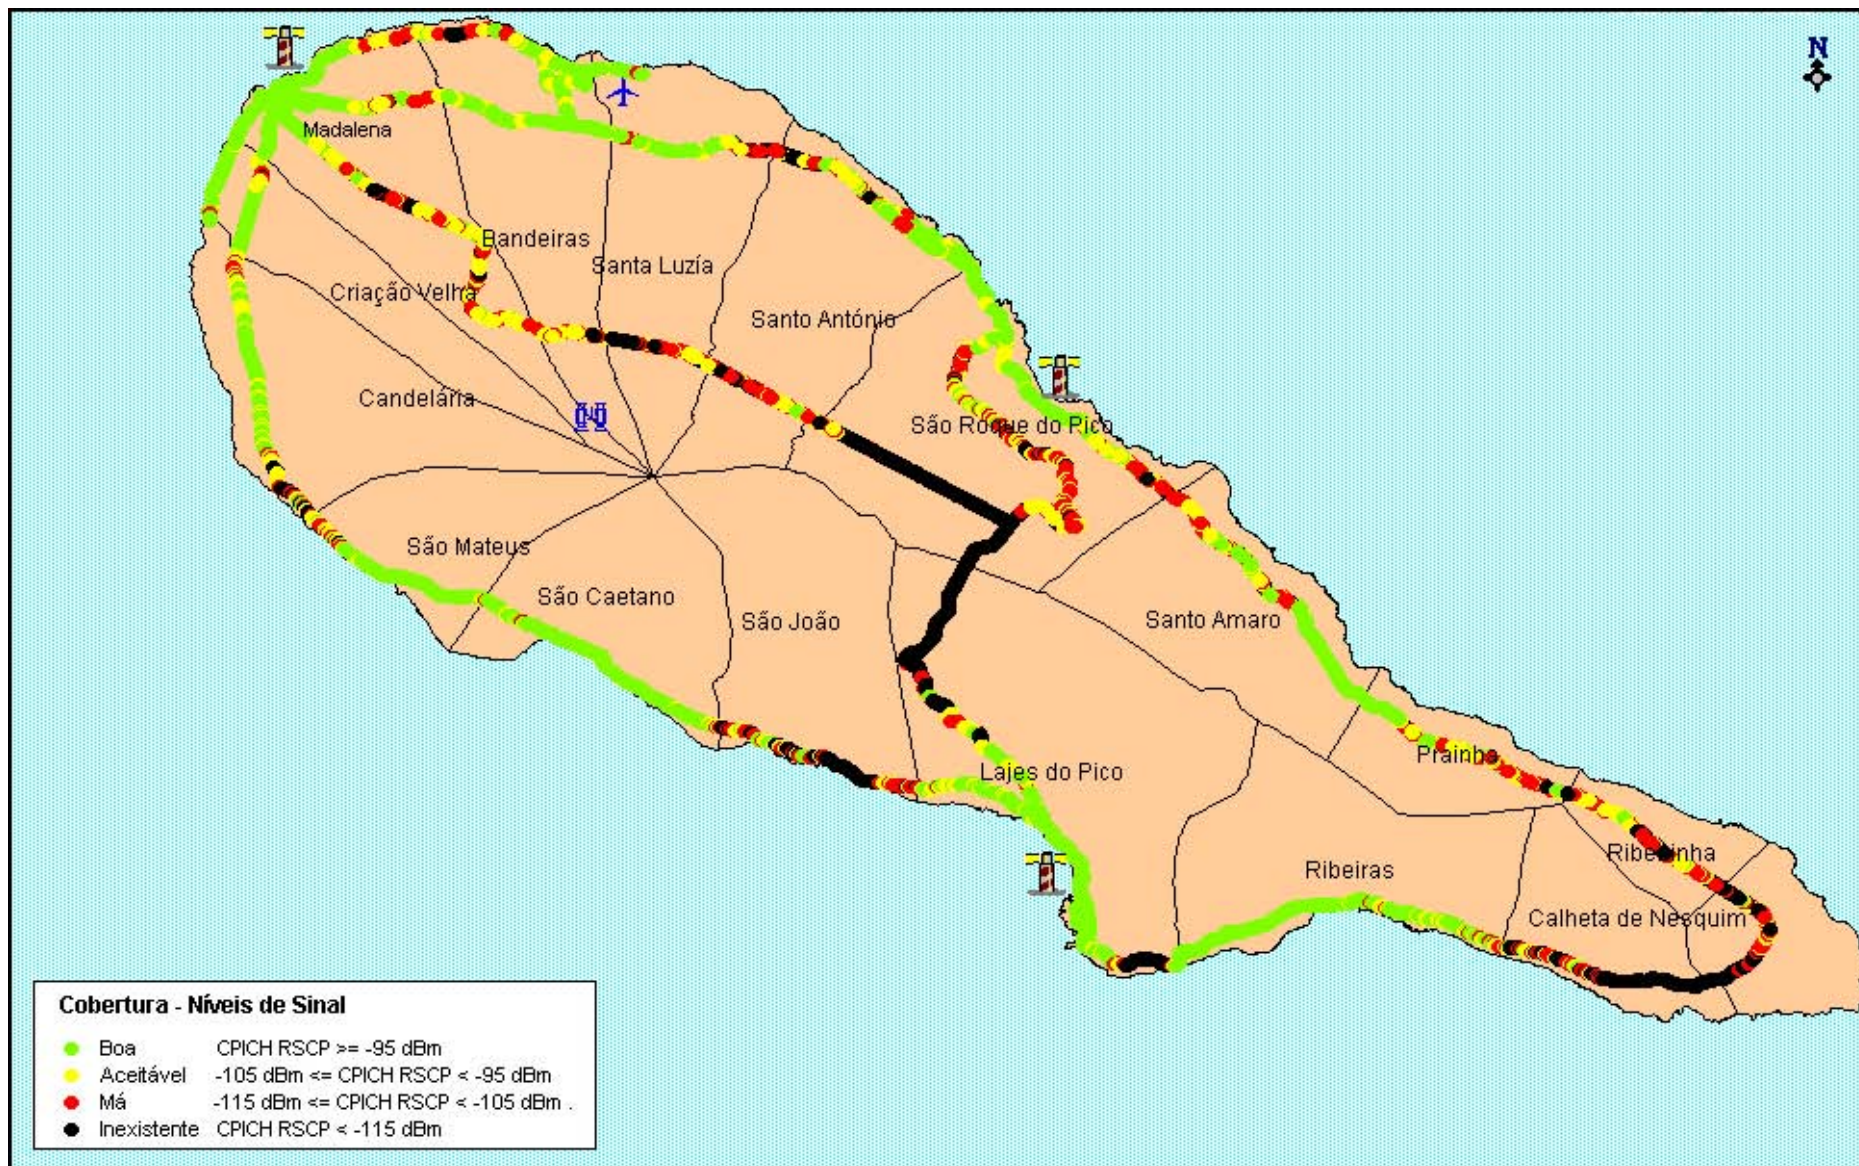 N
Madalena
Bandeiras
Santa Luzía
Criação Velha
Santo António
Candelária
São Roque do Pico
São Mateus
São Caetano
São João
Santo Amaro
Prainha
Lajes do Pico
Ribeirinha
Ribeiras
Calheta de Nesquim
Cobertura - Níveis de Sinal
Boa CPICH RSCP >= -95 dBm
Aceitável -105 dBm <= CPICH RSCP < -95 dBm
Má -115 dBm <= CPICH RSCP < -105 dBm .
Inexistente CPICH RSCP < -115 dBm